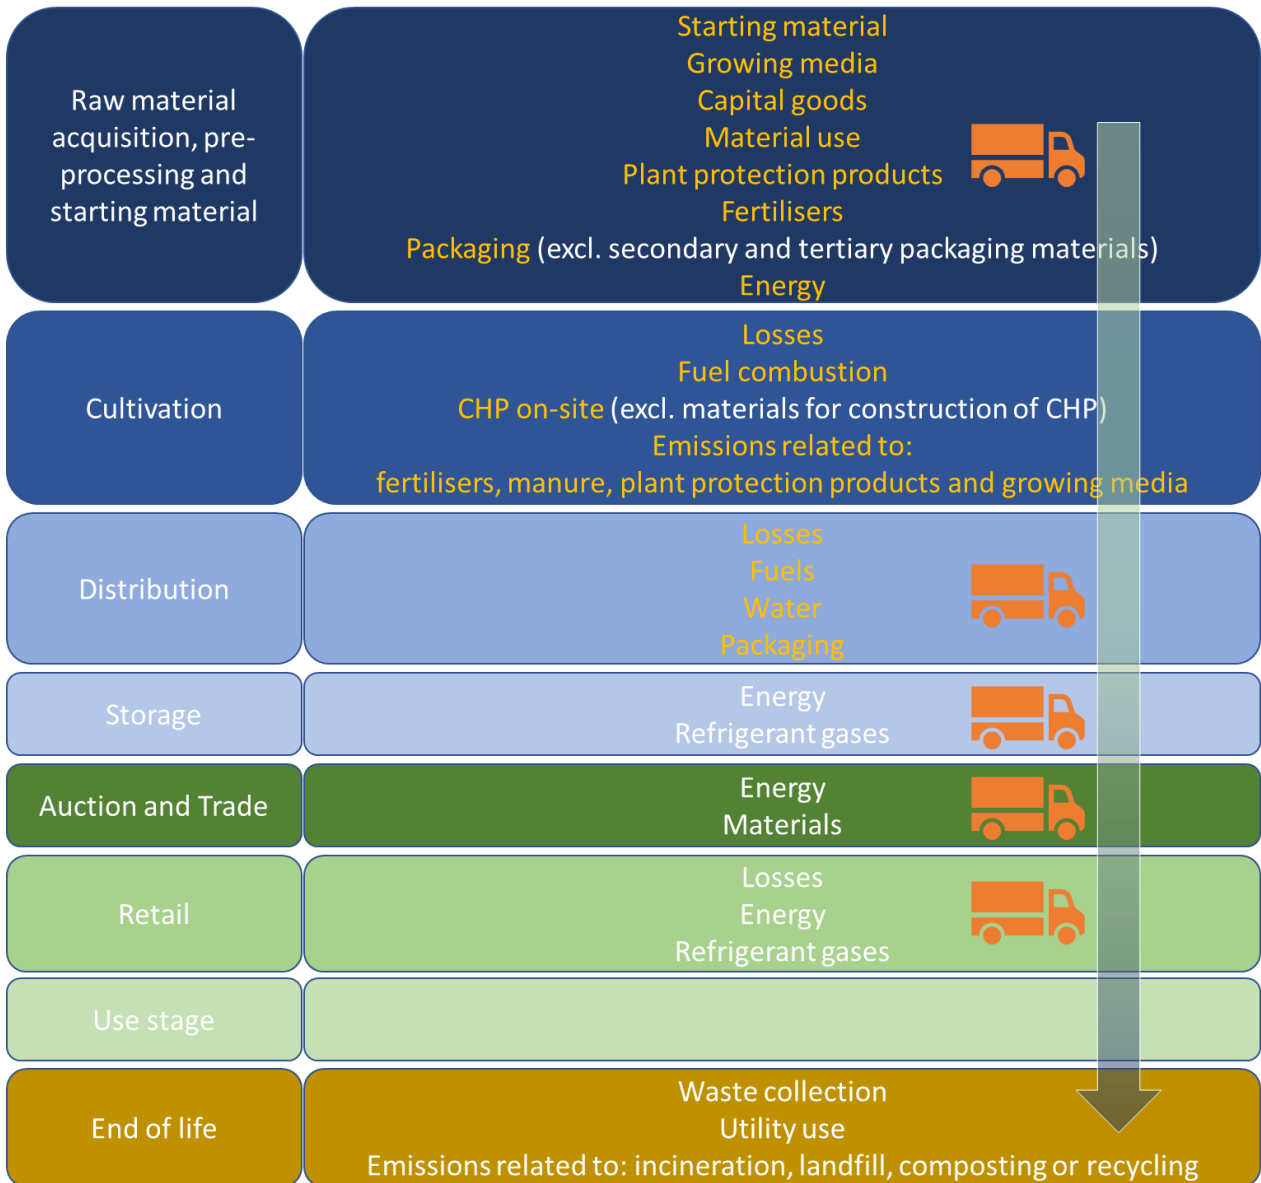 Raw material
acquisition, pre-
processing and
starting material
Starting material
Growing media
Capital goods
Material use
Plant protection products
Fertilisers
Packaging (excl. secondary and tertiary packaging materials)
Energy
Cultivation
Losses
Fuel combustion
CHP on-site (excl. materials for construction of CHP)
Emissions related to:
fertilisers, manure, plant protection products and growing media
Distribution
Losses
Fuels
Water
Packaging
Storage
Energy
Refrigerant gases
Auction and Trade
Energy
Materials
Retail
Losses
Energy
Refrigerant gases
Use stage
End of life
Waste collection
Utility use
Emissions related to: incineration, landfill, composting or recycling